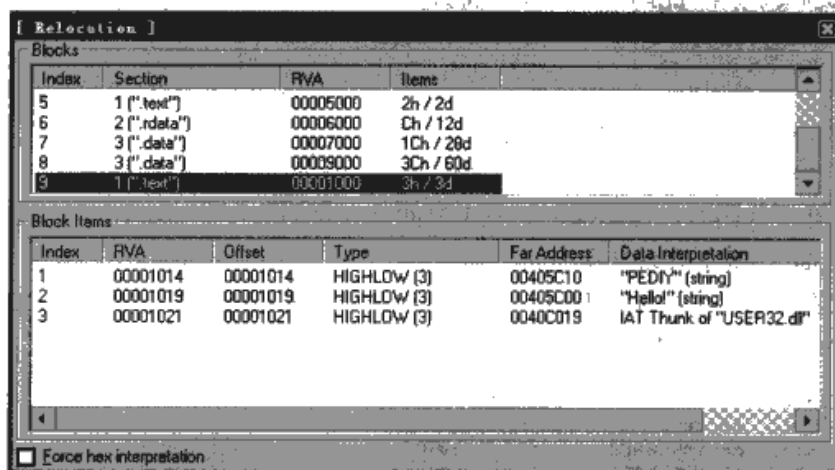 [ Relocation ]
Blocks
Index Section RVA Items
5 1 (".text") 00005000 2h / 2d
6 2 (".rdata") 00006000 Ch / 12d
7 3 (".data") 00007000 1Ch / 28d
8 3 (".data") 00009000 3Ch / 60d
9 1 (".text") 00001000 3h / 3d
Block Items
Index RVA Offset Type Far Address Data Interpretation
1 00001014 00001014 HIGHLOW (3) 00405C10 "PEDIY" (string)
2 00001019 00001019 HIGHLOW (3) 00405C00 "Hello!" (string)
3 00001021 00001021 HIGHLOW (3) 0040C019 IAT Thunk of "USER32.dll"
Force hex interpretation